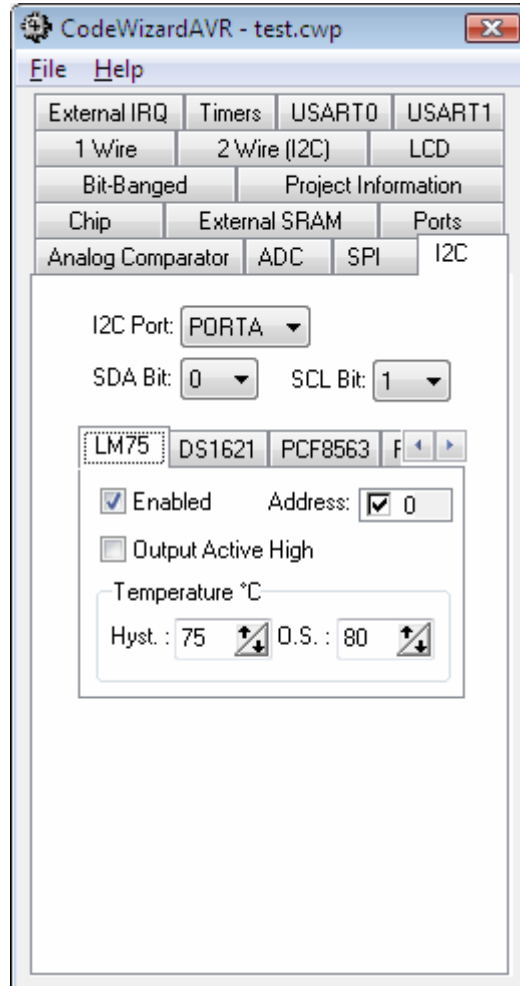 CodeWizardAVR - test.cwp
File Help
External IRQ Timers USART0 USART1
1 Wire 2 Wire (I2C) LCD
Bit-Banged Project Information
Chip External SRAM Ports
Analog Comparator ADC SPI I2C
I2C Port: PORTA
SDA Bit: 0 SCL Bit: 1
LM75 DS1621 PCF8563
Enabled Address: 0
Output Active High
Temperature °C
Hyst. : 75 O.S. : 80